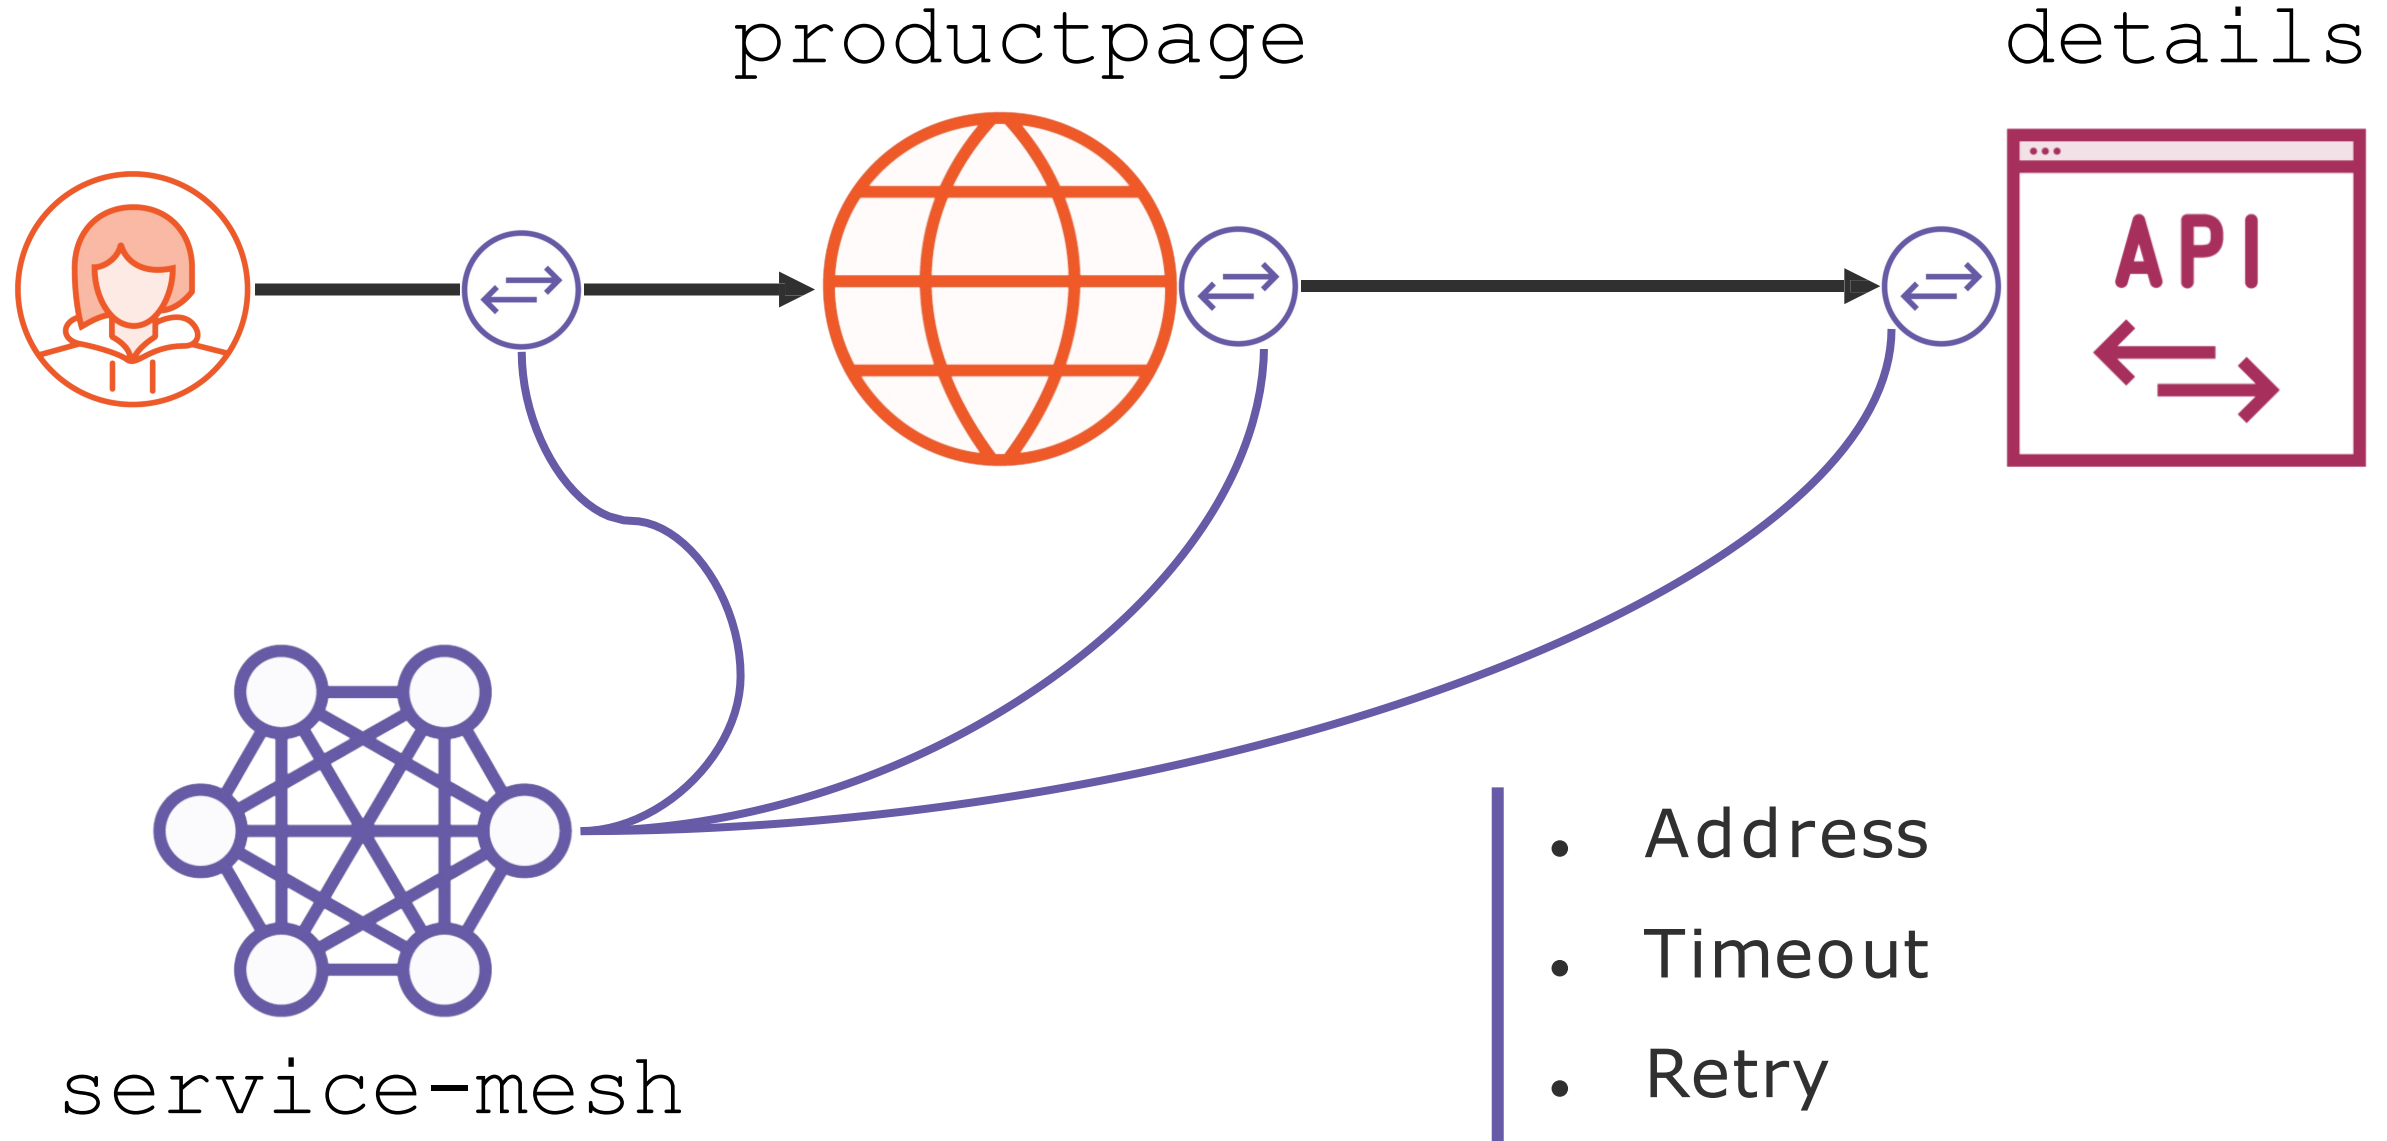 productpage
details
API
service-mesh
• Address
• Timeout
• Retry